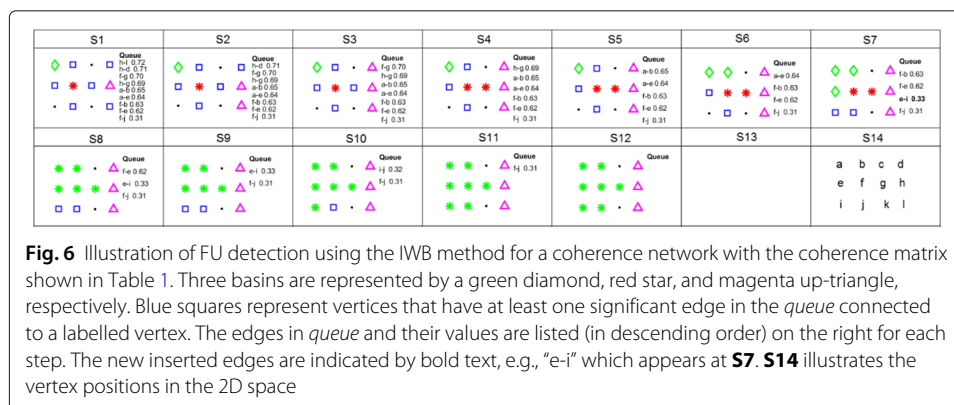 S1 S2 S3 S4 S5 S6 S7
Queue
h-l 0.72
h-d 0.71
f-g 0.70
h-g 0.69
a-b 0.65
a-e 0.64
f-b 0.63
f-e 0.62
f-j 0.31
Queue
h-d 0.71
f-g 0.70
h-g 0.69
a-b 0.65
a-e 0.64
f-b 0.63
f-e 0.62
f-j 0.31
Queue
f-g 0.70
h-g 0.69
a-b 0.65
a-e 0.64
f-b 0.63
f-e 0.62
f-j 0.31
Queue
h-g 0.69
a-b 0.65
a-e 0.64
f-b 0.63
f-e 0.62
f-j 0.31
Queue
a-b 0.65
a-e 0.64
f-b 0.63
f-e 0.62
f-j 0.31
Queue
a-e 0.64
f-b 0.63
f-e 0.62
f-j 0.31
Queue
f-b 0.63
f-e 0.62
e-i 0.33
f-j 0.31
S8 S9 S10 S11 S12 S13 S14
Queue
f-e 0.62
e-i 0.33
f-j 0.31
Queue
e-i 0.33
f-j 0.31
Queue
i-j 0.32
f-j 0.31
Queue
f-j 0.31
Queue
a b c d
e f g h
i j k l
Fig. 6 Illustration of FU detection using the IWB method for a coherence network with the coherence matrix
shown in Table 1. Three basins are represented by a green diamond, red star, and magenta up-triangle,
respectively. Blue squares represent vertices that have at least one significant edge in the queue connected
to a labelled vertex. The edges in queue and their values are listed (in descending order) on the right for each
step. The new inserted edges are indicated by bold text, e.g., “e-i” which appears at S7. S14 illustrates the
vertex positions in the 2D space